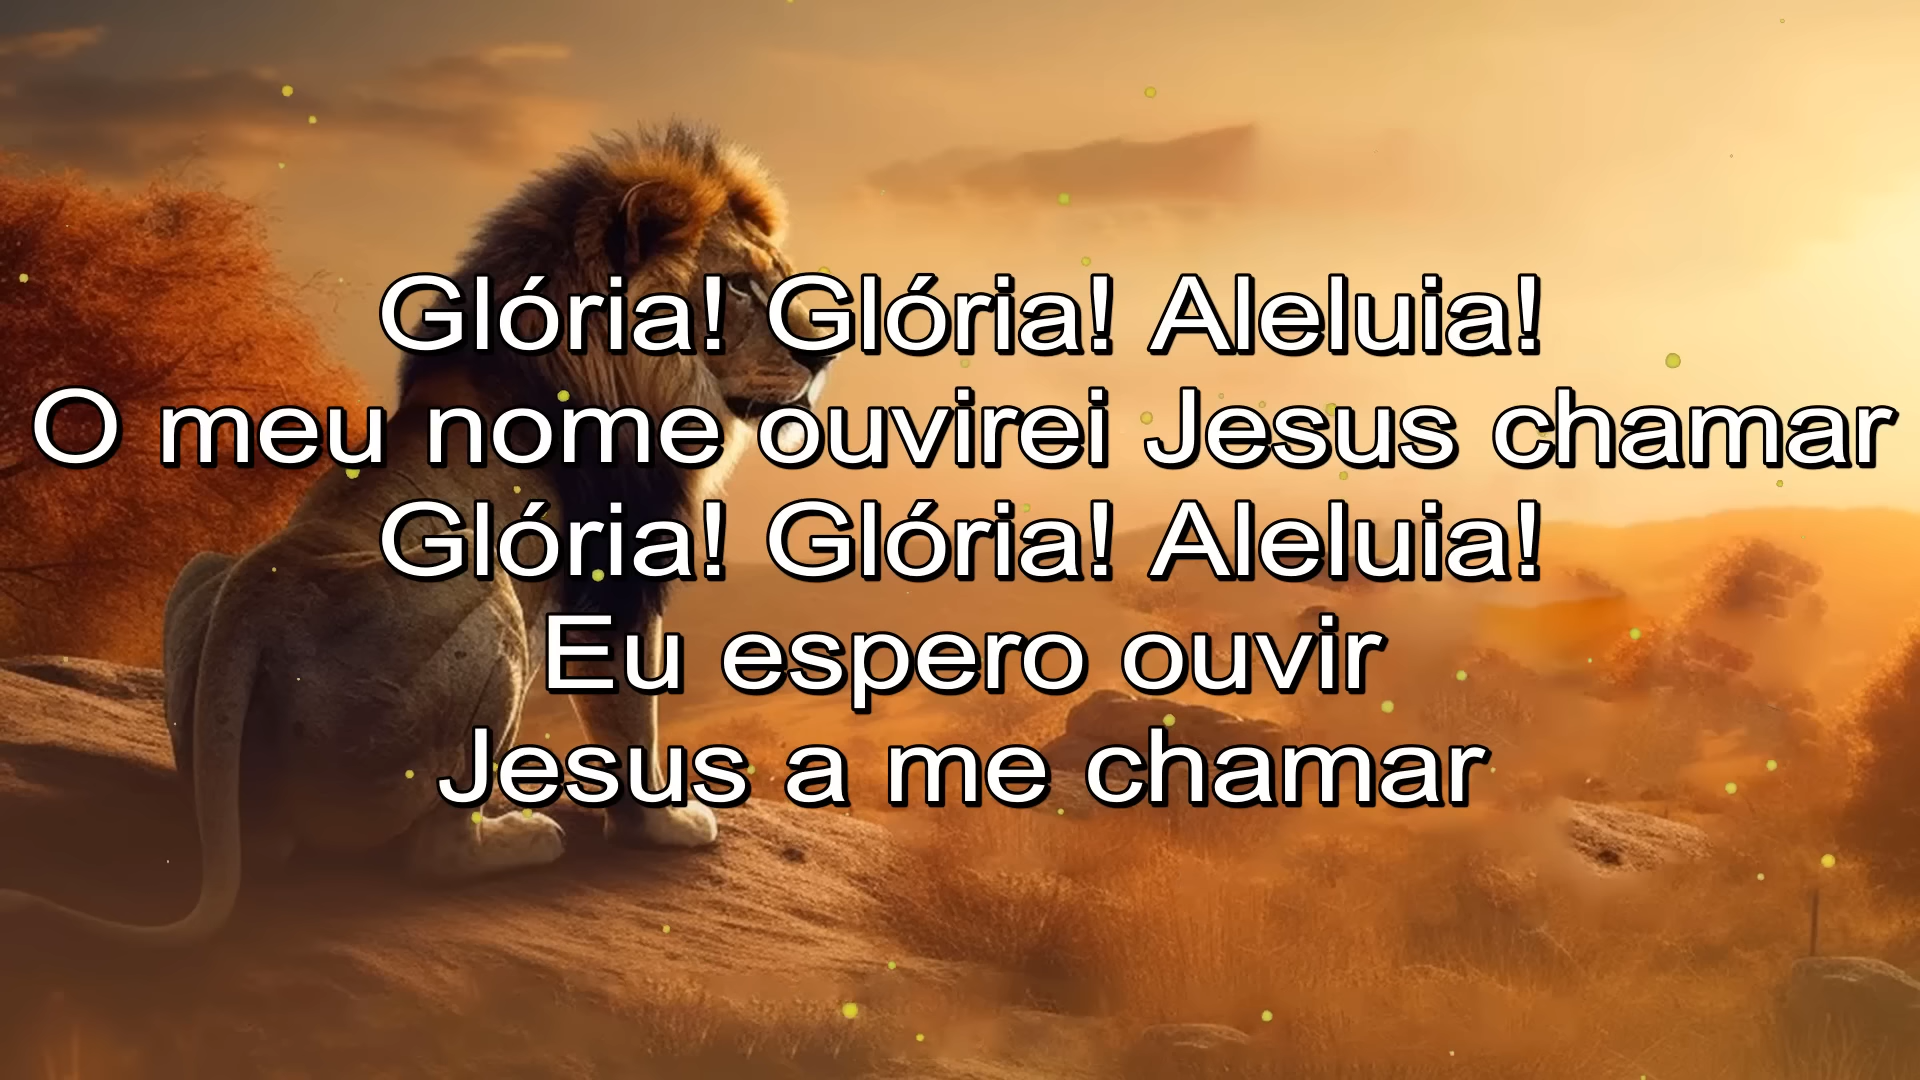 Glória! Glória! Aleluia!
O meu nome ouvirei Jesus chamar
Glória! Glória! Aleluia!
Eu espero ouvir
Jesus a me chamar